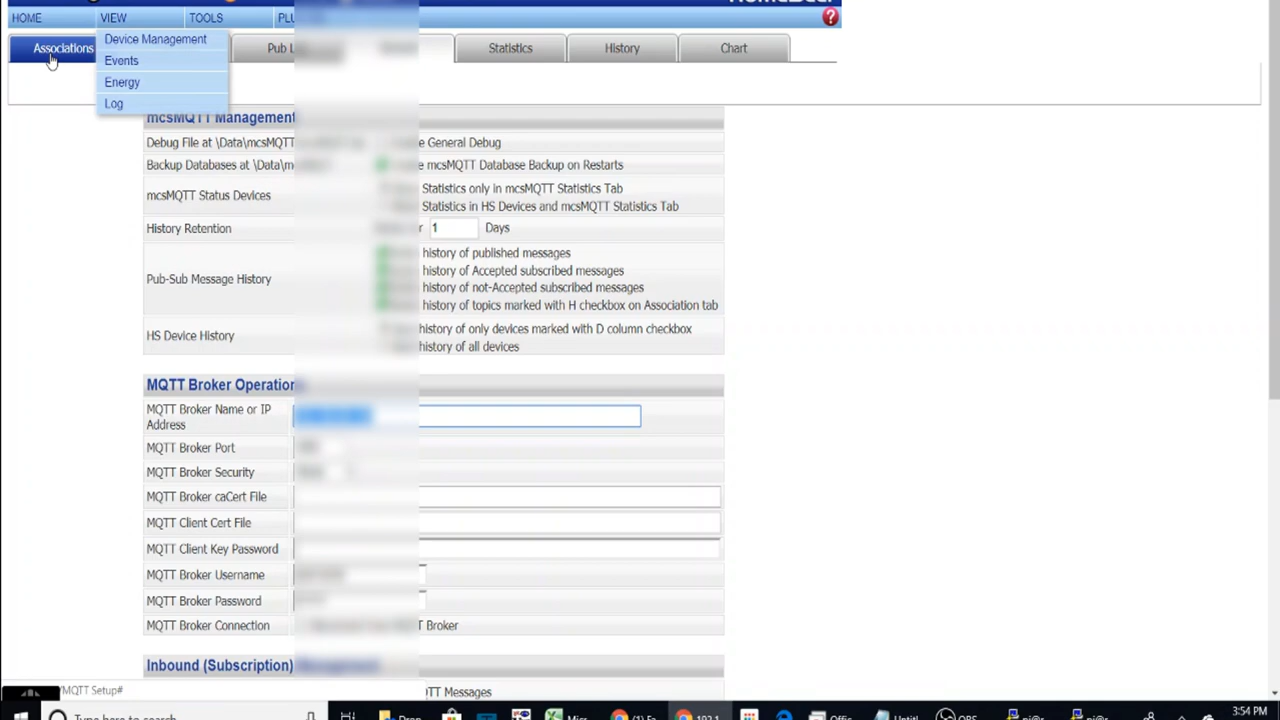 HOME VIEW TOOLS
Device Management
Events
Energy
Log
Associations Pub Statistics History Chart
mcsMQTT Management
Debug File at \Data\mcsMQTT General Debug
Backup Databases at \Data\m mcsMQTT Database Backup on Restarts
mcsMQTT Status Devices
Statistics only in mcsMQTT Statistics Tab
Statistics in HS Devices and mcsMQTT Statistics Tab
History Retention 1 Days
Pub-Sub Message History
history of published messages
history of Accepted subscribed messages
history of not-Accepted subscribed messages
history of topics marked with H checkbox on Association tab
HS Device History
history of only devices marked with D column checkbox
history of all devices
MQTT Broker Operation
MQTT Broker Name or IP
Address
MQTT Broker Port
MQTT Broker Security
MQTT Broker caCert File
MQTT Client Cert File
MQTT Client Key Password
MQTT Broker Username
MQTT Broker Password
MQTT Broker Connection T Broker
Inbound (Subscription)
/MQTT Setup# TT Messages
3:54 PM
Type here to search